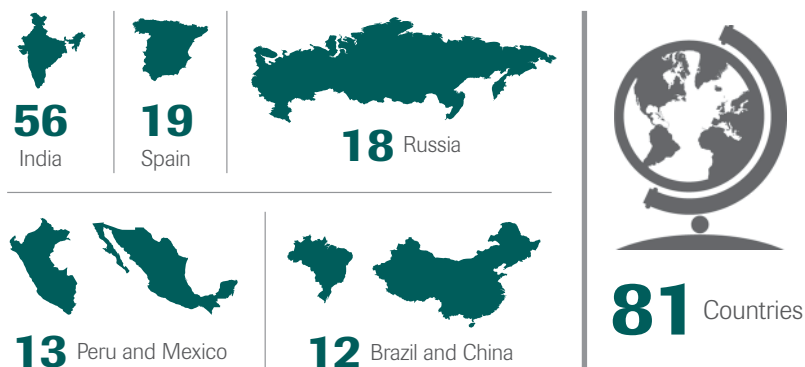 56
India
19
Spain
18 Russia
13 Peru and Mexico
12 Brazil and China
81 Countries